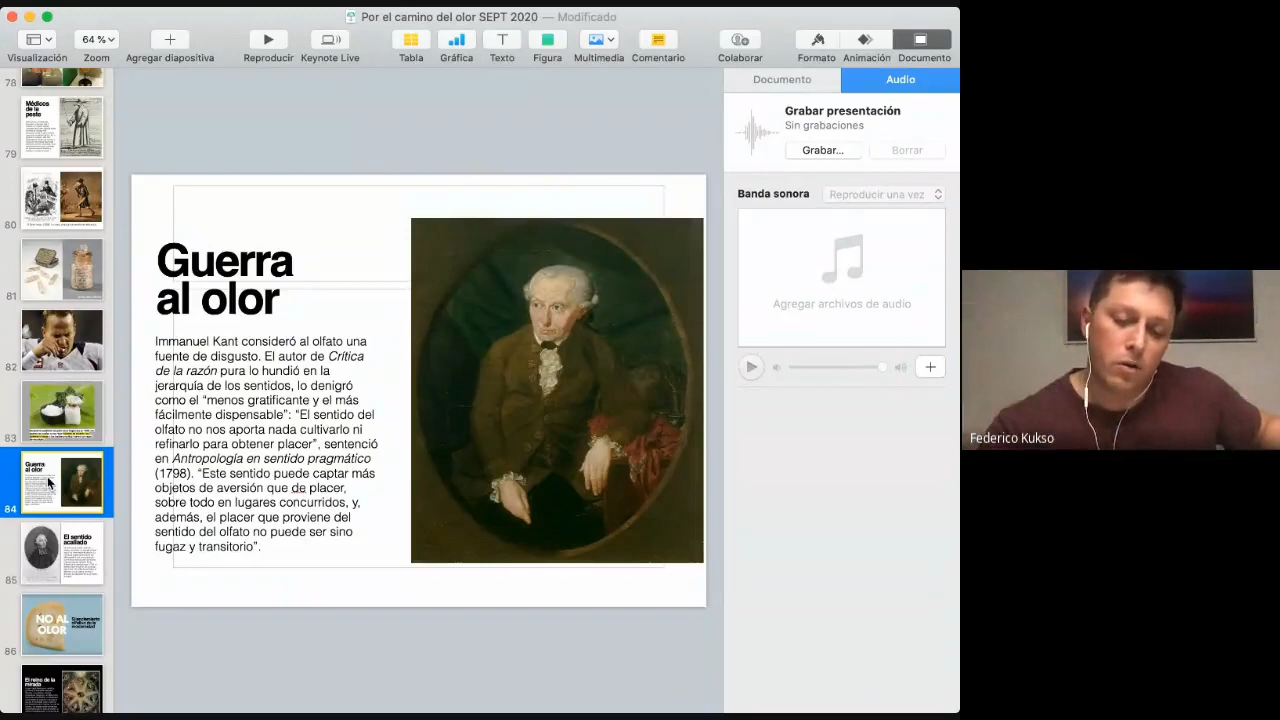 Por el camino del olor SEPT 2020 — Modificado
64 %
Visualización
Zoom
Agregar diapositiva
Reproducir
Keynote Live
Tabla
Gráfica
Texto
Figura
Multimedia
Comentario
Colaborar
Formato
Animación
Documento
78
Médicos
de la
peste
79
80
81
82
83
Guerra
al olor
84
El sentido
acallado
85
NO AL
OLOR
86
El reino de la
mirada
Guerra
al olor
Immanuel Kant consideró al olfato una
fuente de disgusto. El autor de Crítica
de la razón pura lo hundió en la
jerarquía de los sentidos, lo denigró
como el “menos gratificante y el más
fácilmente dispensable”: “El sentido del
olfato no nos aporta nada cultivarlo ni
refinarlo para obtener placer”, sentenció
en Antropología en sentido pragmático
(1798). “Este sentido puede captar más
objetos de aversión que de placer,
sobre todo en lugares concurridos, y,
además, el placer que proviene del
sentido del olfato no puede ser sino
fugaz y transitorio”.
Documento
Audio
Grabar presentación
Sin grabaciones
Grabar...
Borrar
Banda sonora
Reproducir una vez
Agregar archivos de audio
Federico Kukso